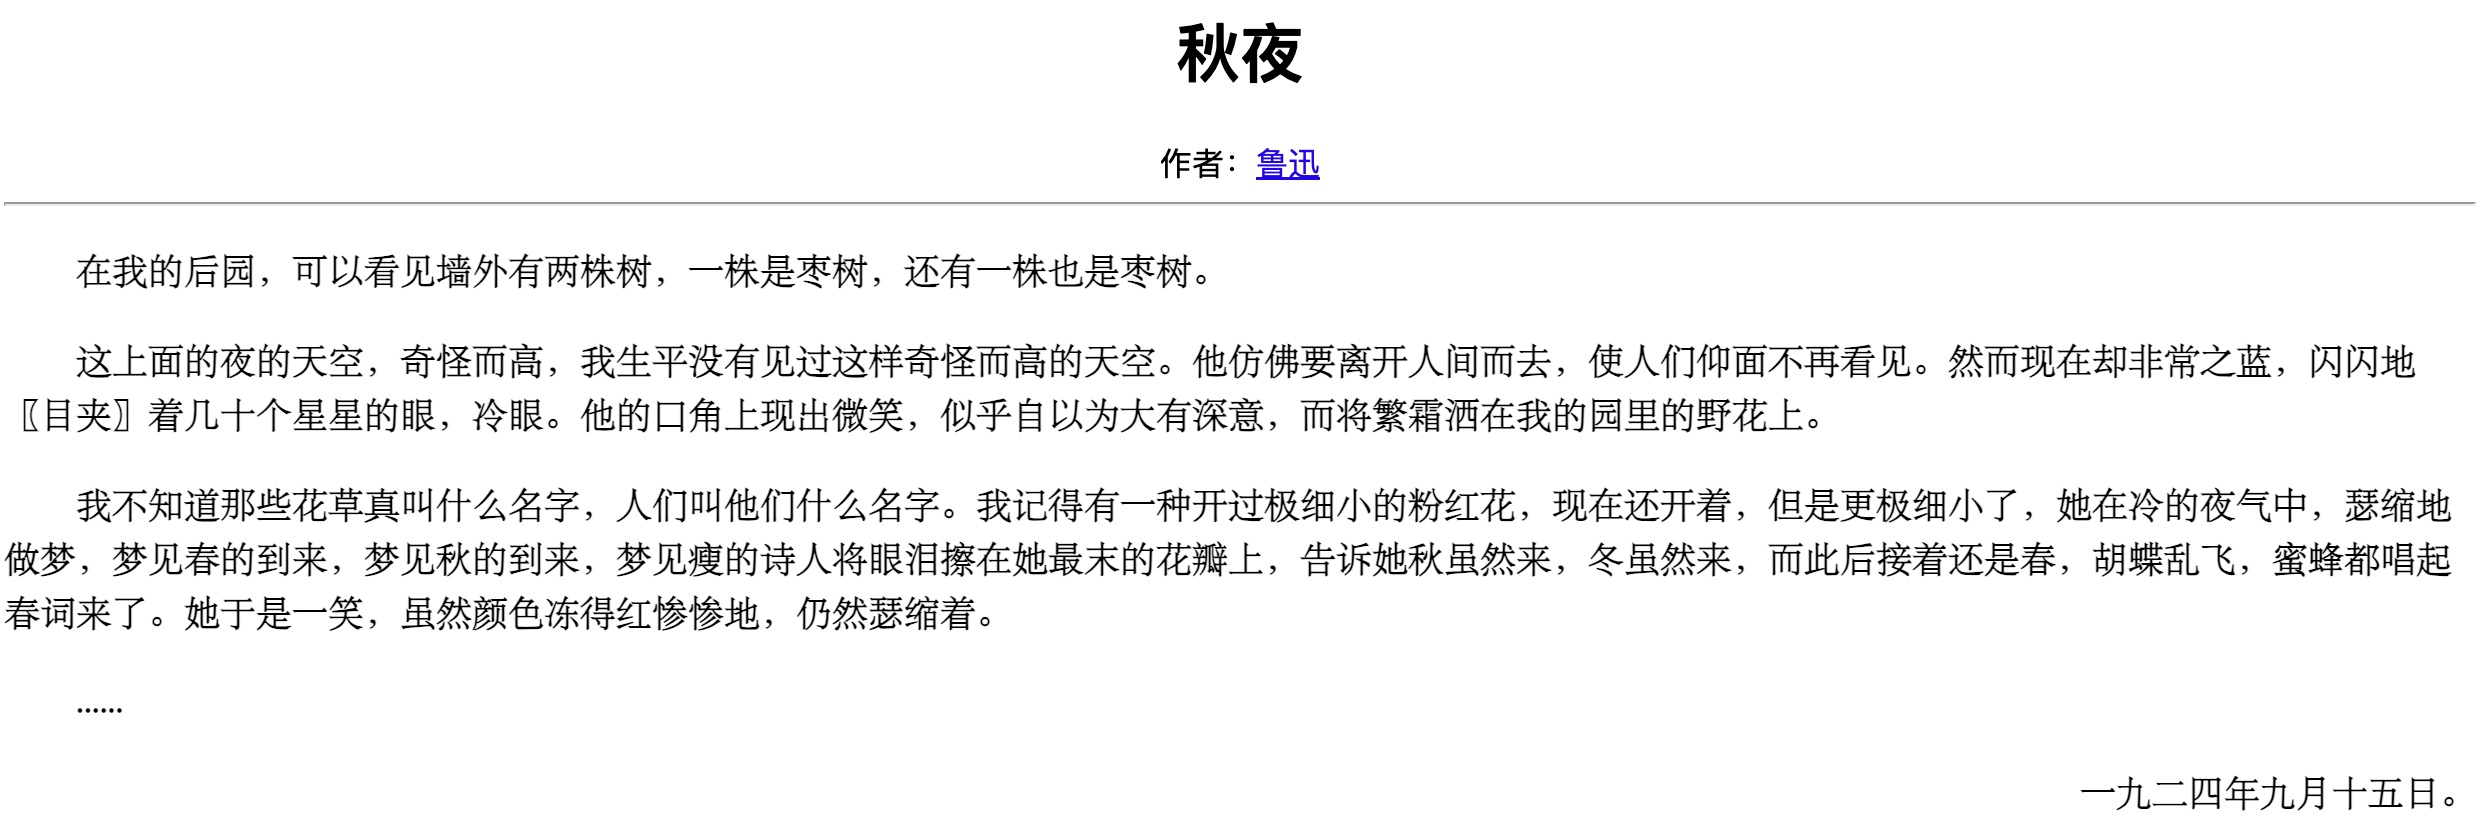 秋夜
作者：鲁迅
在我的后园，可以看见墙外有两株树，一株是枣树，还有一株也是枣树。
这上面的夜的天空，奇怪而高，我生平没有见过这样奇怪而高的天空。他仿佛要离开人间而去，使人们仰面不再看见。然而现在却非常之蓝，闪闪地
〖目夹〗着几十个星星的眼，冷眼。他的口角上现出微笑，似乎自以为大有深意，而将繁霜洒在我的园里的野花上。
我不知道那些花草真叫什么名字，人们叫他们什么名字。我记得有一种开过极细小的粉红花，现在还开着，但是更极细小了，她在冷的夜气中，瑟缩地
做梦，梦见春的到来，梦见秋的到来，梦见瘦的诗人将眼泪擦在她最末的花瓣上，告诉她秋虽然来，冬虽然来，而此后接着还是春，胡蝶乱飞，蜜蜂都唱起
春词来了。她于是一笑，虽然颜色冻得红惨惨地，仍然瑟缩着。
......
一九二四年九月十五日。